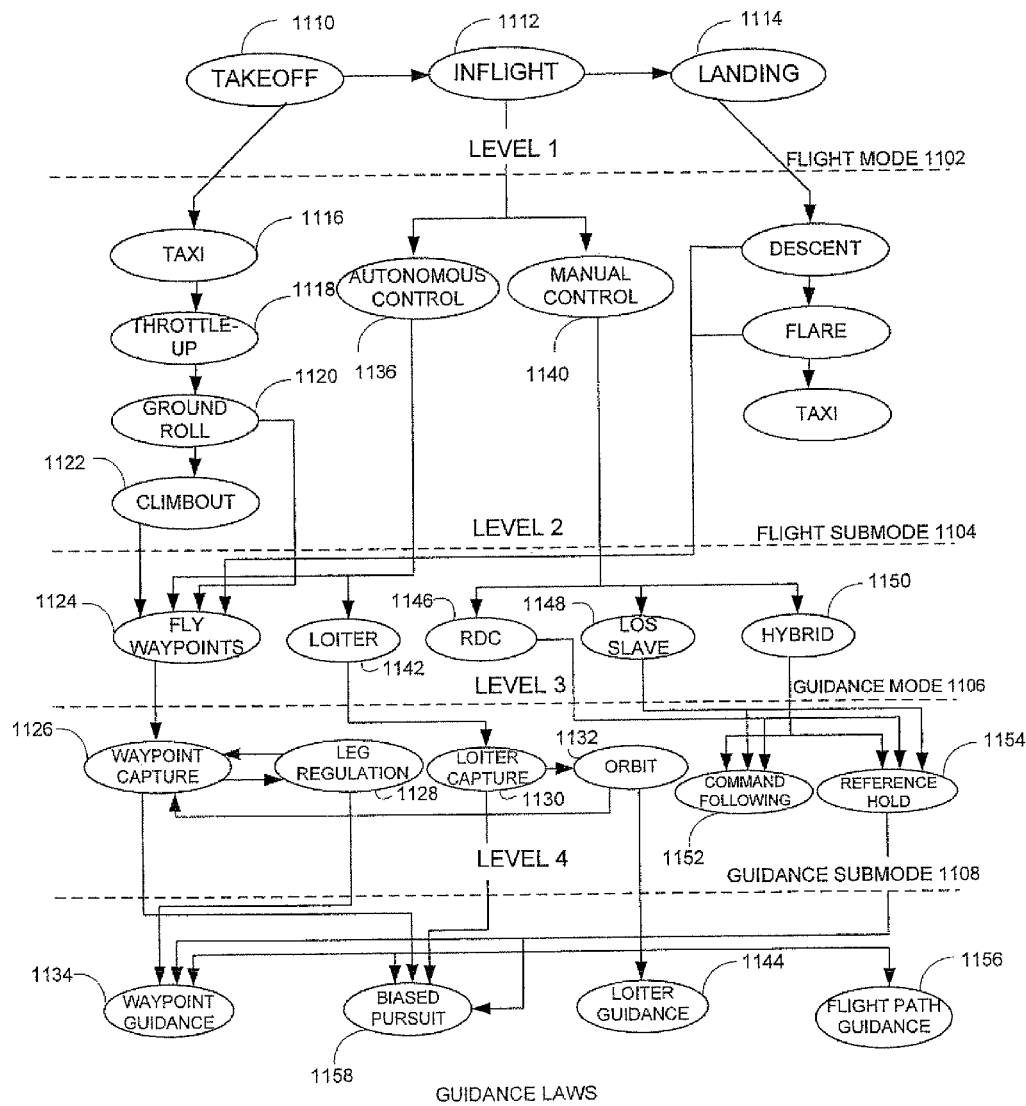 1110
1112
1114
TAKEOFF
INFLIGHT
LANDING
LEVEL 1
FLIGHT MODE 1102
1116
TAXI
DESCENT
AUTONOMOUS
CONTROL
MANUAL
CONTROL
1118
THROTTLE-
UP
FLARE
1136
1140
1120
GROUND
ROLL
TAXI
1122
CLIMBOUT
LEVEL 2
FLIGHT SUBMODE 1104
1124
1146
1148
1150
FLY
WAYPOINTS
LOITER
RDC
LOS
SLAVE
HYBRID
1142
LEVEL 3
GUIDANCE MODE 1106
1126
1132
1154
WAYPOINT
CAPTURE
LEG
REGULATION
LOITER
CAPTURE
ORBIT
COMMAND
FOLLOWING
REFERENCE
HOLD
1128
1130
1152
LEVEL 4
GUIDANCE SUBMODE 1108
1134
1144
1156
WAYPOINT
GUIDANCE
BIASED
PURSUIT
LOITER
GUIDANCE
FLIGHT PATH
GUIDANCE
1158
GUIDANCE LAWS